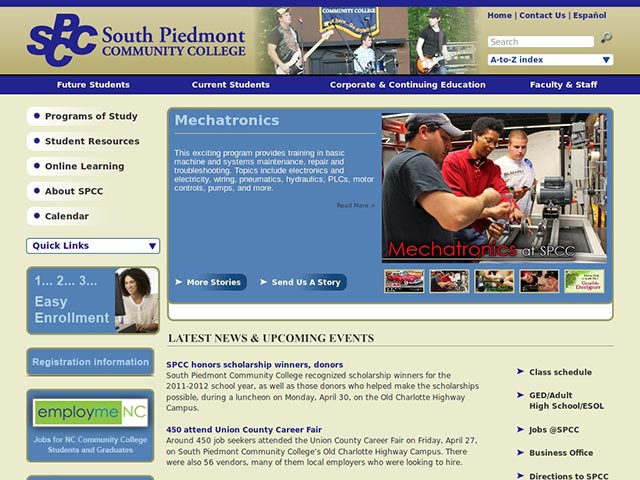 SPCC
South Piedmont
COMMUNITY COLLEGE
Home | Contact Us | Español
Search
A-to-Z index
Future Students
Current Students
Corporate & Continuing Education
Faculty & Staff
Programs of Study
Student Resources
Online Learning
About SPCC
Calendar
Quick Links
1... 2... 3...
Easy
Enrollment
Registration information
employmeNC
Jobs for NC Community College
Students and Graduates
Mechatronics
This exciting program provides training in basic
machine and systems maintenance, repair and
troubleshooting. Topics include electronics and
electricity, wiring, pneumatics, hydraulics, PLCs, motor
controls, pumps, and more.
Read More >
More Stories
Send Us A Story
SUBARU
Mechatronics at SPCC
Graphic
Designer
LATEST NEWS & UPCOMING EVENTS
SPCC honors scholarship winners, donors
South Piedmont Community College recognized scholarship winners for the
2011-2012 school year, as well as those donors who helped make the scholarships
possible, during a luncheon on Monday, April 30, on the Old Charlotte Highway
Campus.
450 attend Union County Career Fair
Around 450 job seekers attended the Union County Career Fair on Friday, April 27,
on South Piedmont Community College's Old Charlotte Highway Campus. There
were also 56 vendors, many of them local employers who were looking to hire.
Class schedule
GED/Adult
High School/ESOL
Jobs @SPCC
Business Office
Directions to SPCC